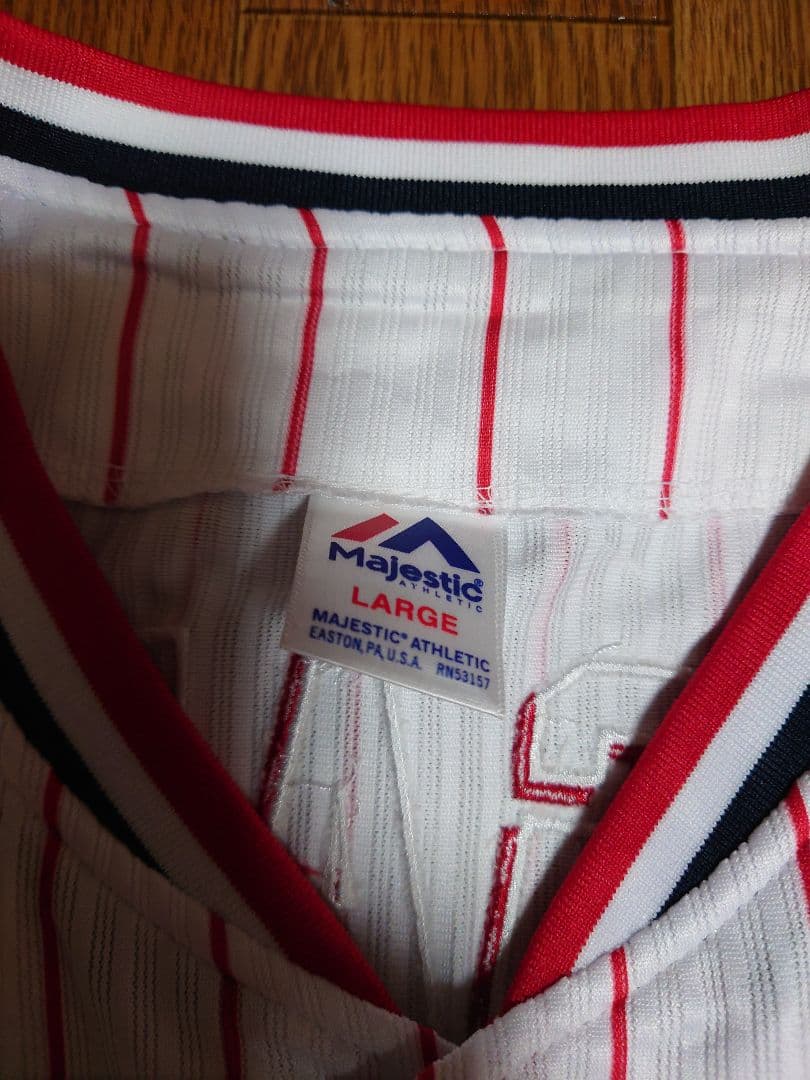 Majestic®
ATHLETIC
LARGE
MAJESTIC® ATHLETIC
EASTON, PA, U.S.A. RN53157